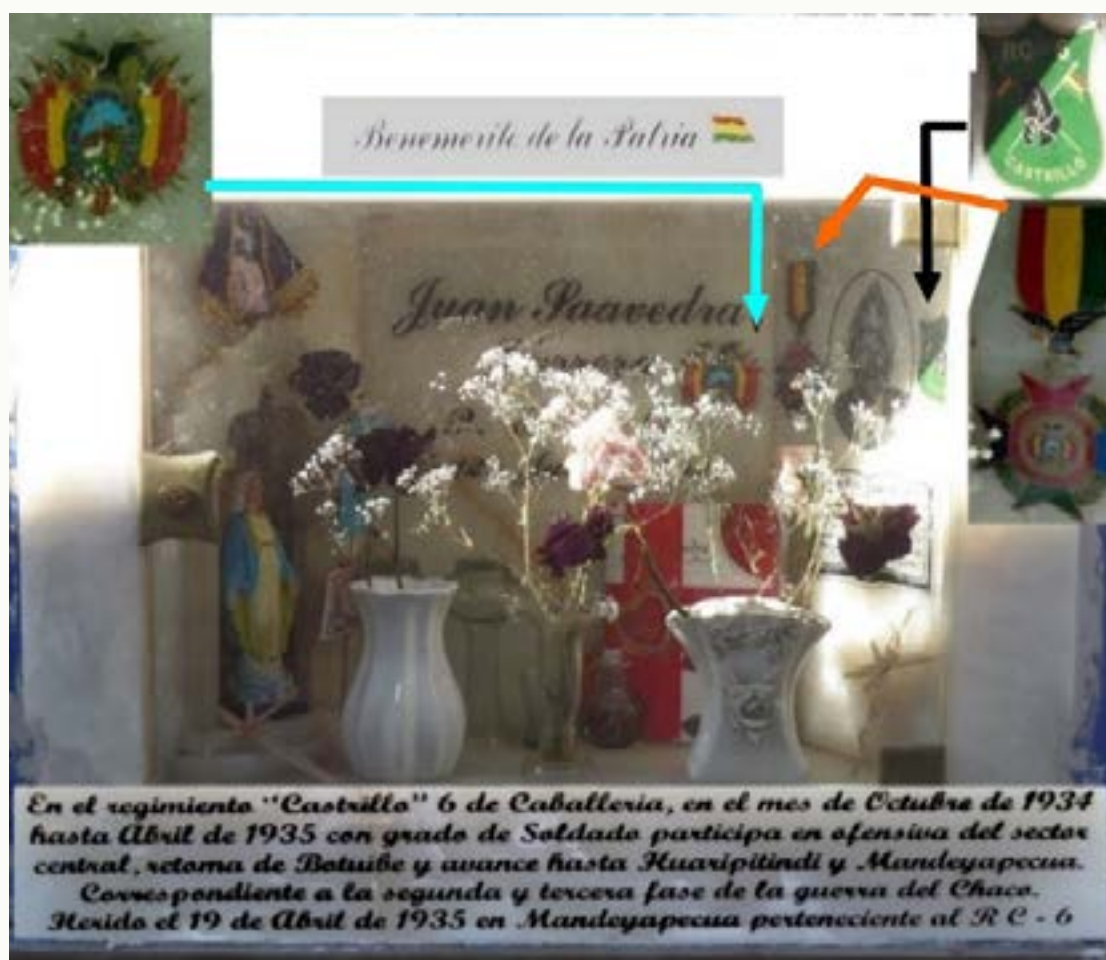 RC
CASTRILLO
Benemerito de la Patria
Juan Saavedra
En el regimiento "Castrillo" 6 de Caballeria, en el mes de Octubre de 1934
hasta Abril de 1935 con grado de Soldado participa en ofensiva del sector
central, retoma de Botuibe y avance hasta Huaripitindi y Mandeyapecua.
Correspondiente a la segunda y tercera fase de la guerra del Chaco.
Herido el 19 de Abril de 1935 en Mandeyapecua perteneciente al R C - 6